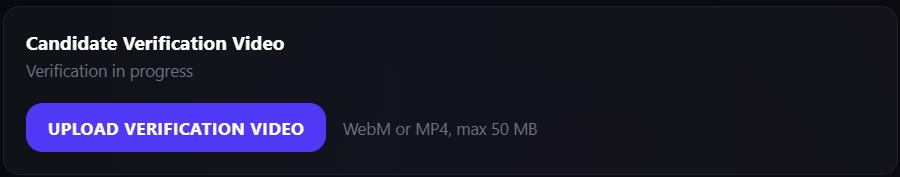 Candidate Verification Video
Verification in progress
UPLOAD VERIFICATION VIDEO
WebM or MP4, max 50 MB